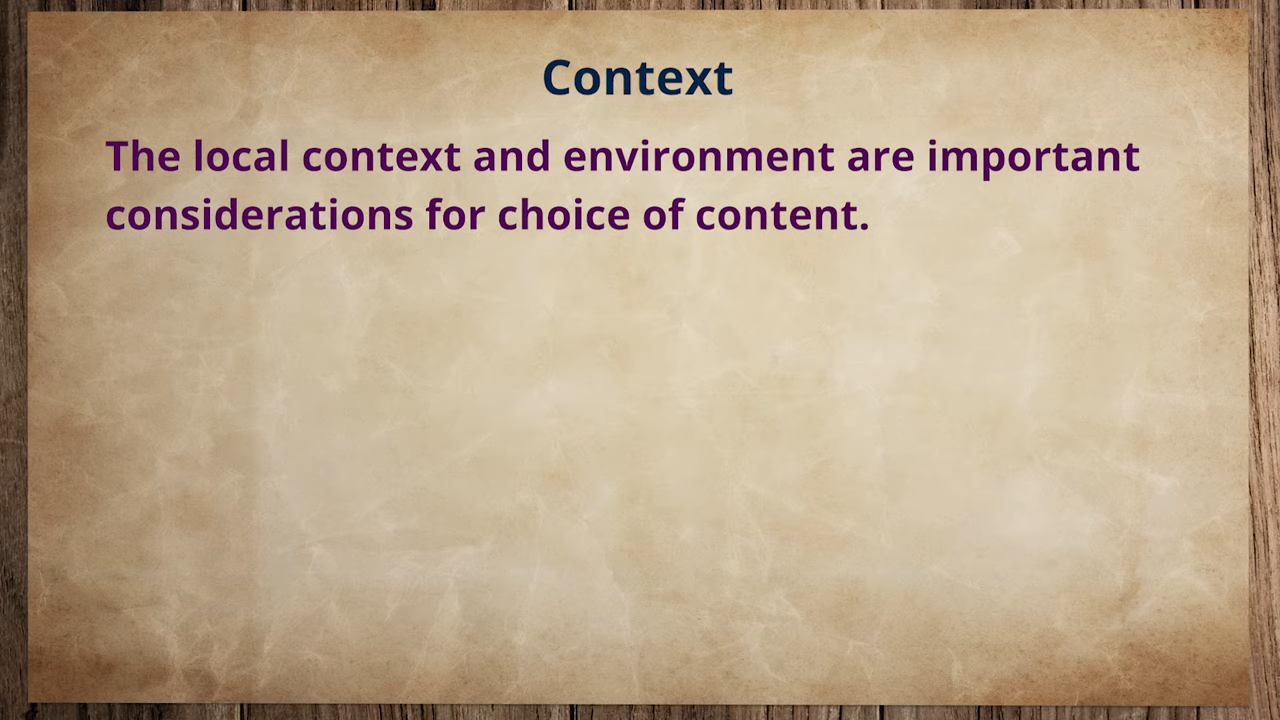 Context
The local context and environment are important
considerations for choice of content.